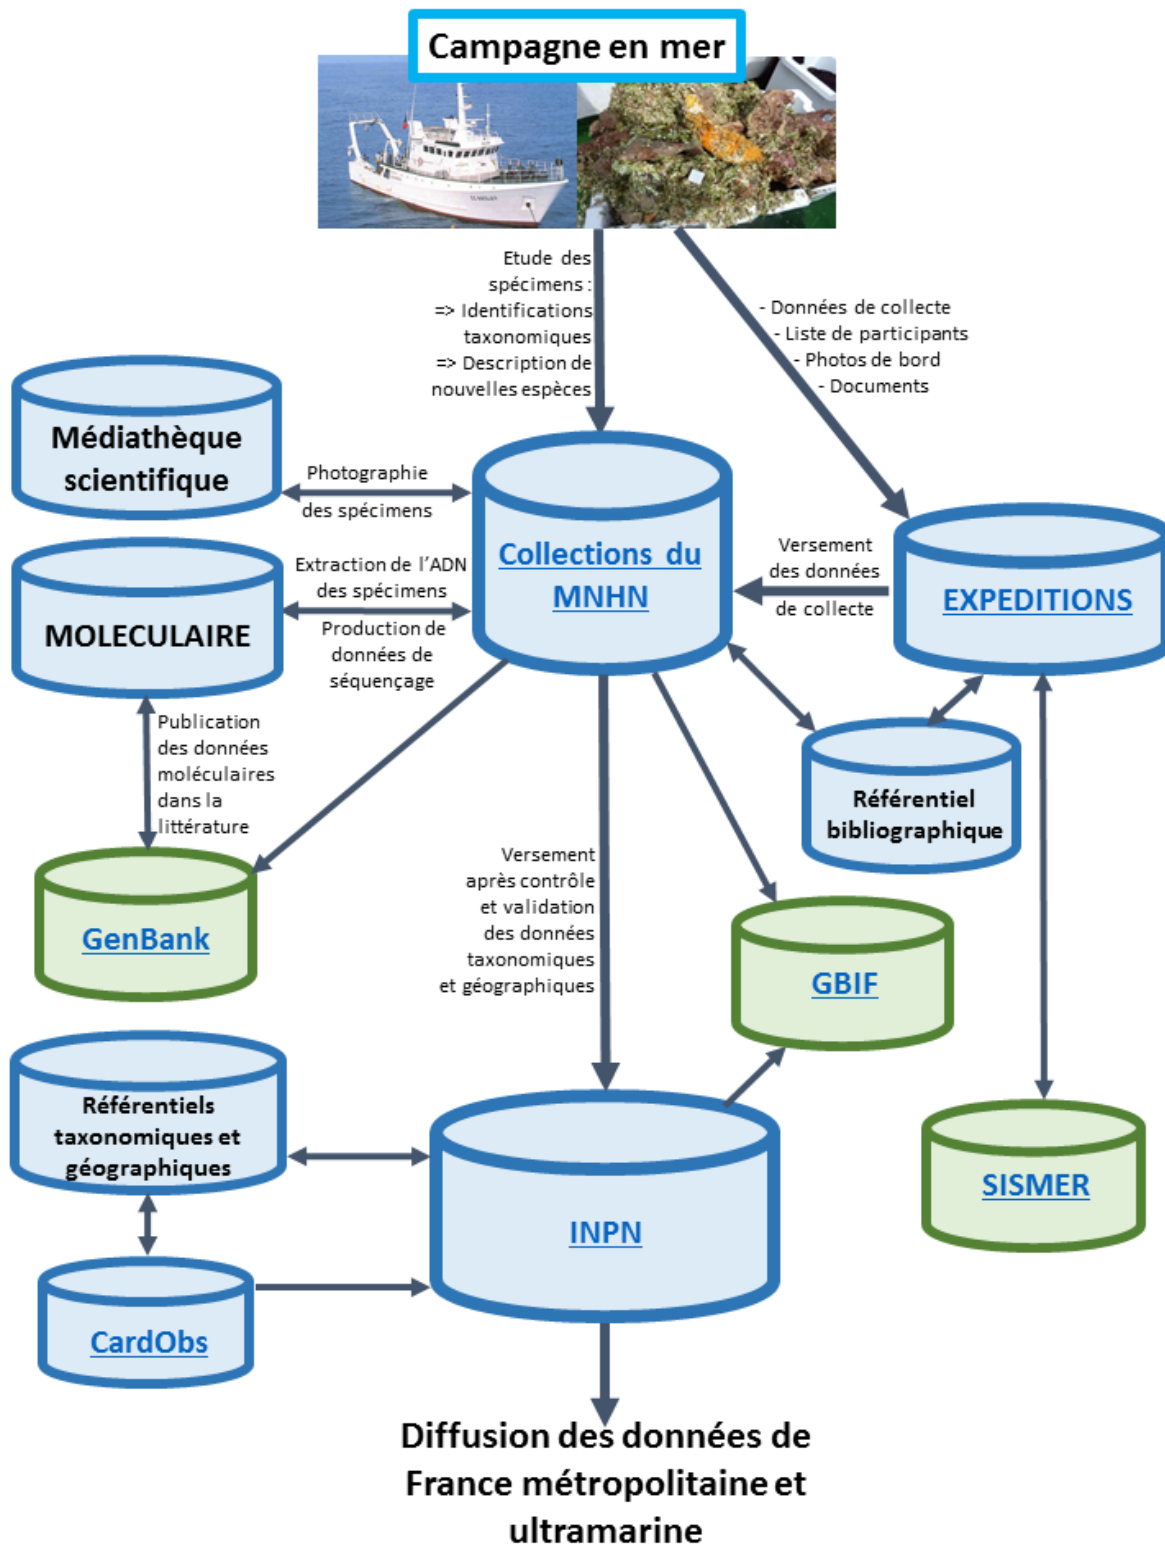 Campagne en mer
Etude des
spécimens :
=> Identifications
taxonomiques
=> Description de
nouvelles espèces
- Données de collecte
- Liste de participants
- Photos de bord
- Documents
Médiathèque
scientifique
Photographie
des spécimens
Collections du
MNHN
Versement
des données
de collecte
EXPEDITIONS
MOLECULAIRE
Extraction de l'ADN
des spécimens
Production de
données de
séquençage
Publication
des données
moléculaires
dans la
littérature
Référentiel
bibliographique
GenBank
Versement
après contrôle
et validation
des données
taxonomiques
et géographiques
GBIF
Référentiels
taxonomiques et
géographiques
INPN
SISMER
CardObs
Diffusion des données de
France métropolitaine et
ultramarine